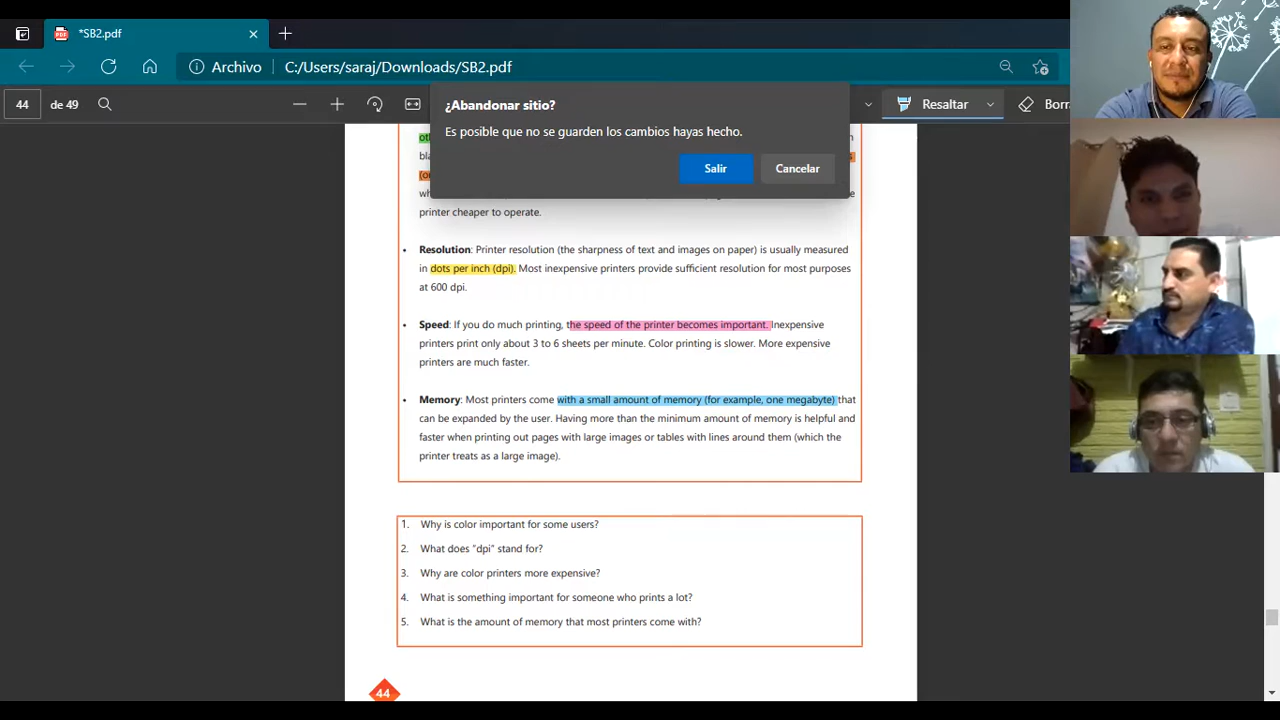 *SB2.pdf
Archivo C:/Users/saraj/Downloads/SB2.pdf
44 de 49 Resaltar
¿Abandonar sitio?
Es posible que no se guarden los cambios hayas hecho.
Salir Cancelar
printer cheaper to operate.
• Resolution: Printer resolution (the sharpness of text and images on paper) is usually measured
in dots per inch (dpi). Most inexpensive printers provide sufficient resolution for most purposes
at 600 dpi.
• Speed: If you do much printing, the speed of the printer becomes important. Inexpensive
printers print only about 3 to 6 sheets per minute. Color printing is slower. More expensive
printers are much faster.
• Memory: Most printers come with a small amount of memory (for example, one megabyte) that
can be expanded by the user. Having more than the minimum amount of memory is helpful and
faster when printing out pages with large images or tables with lines around them (which the
printer treats as a large image).
1. Why is color important for some users?
2. What does "dpi" stand for?
3. Why are color printers more expensive?
4. What is something important for someone who prints a lot?
5. What is the amount of memory that most printers come with?
44